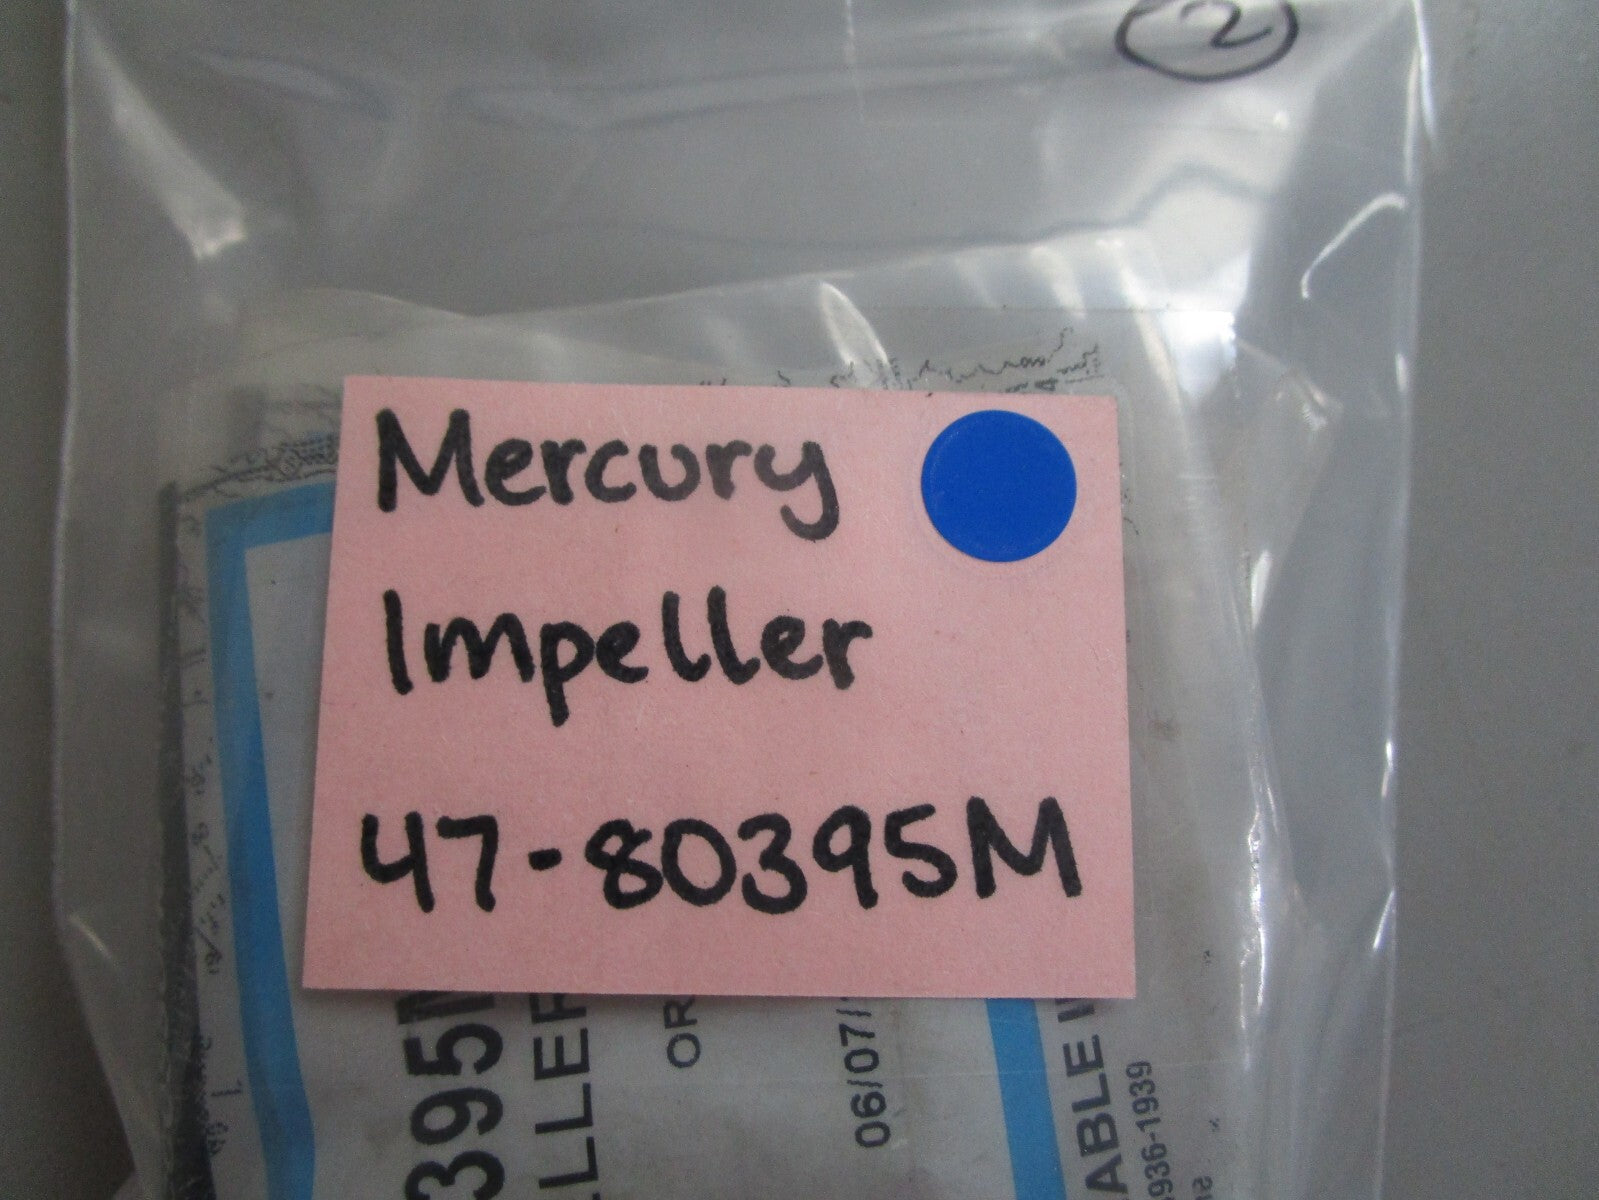 2
Mercury
Impeller
47-80395M
395M
LLER
OR
06/07/
ABLE I
936-1939